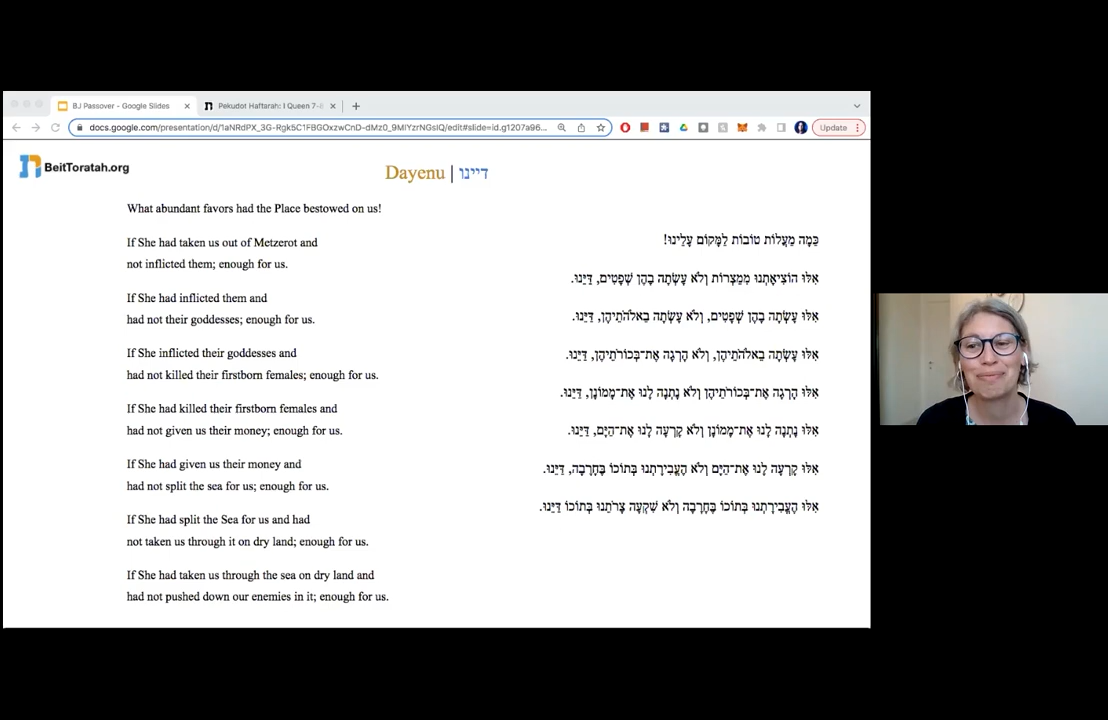 BJ Passover - Google Slides
Pekudot Haftarah: I Queen 7-8
docs.google.com/presentation/d/1aNRdPX_3G-Rgk5C1FBGOxzwCnD-dMz0_9MlYzrNGsIQ/edit#slide=id.g1207a96...
Update
BeitToratah.org
Dayenu | דיינו
What abundant favors had the Place bestowed on us!
If She had taken us out of Metzerot and
not inflicted them; enough for us.
If She had inflicted them and
had not their goddesses; enough for us.
If She inflicted their goddesses and
had not killed their firstborn females; enough for us.
If She had killed their firstborn females and
had not given us their money; enough for us.
If She had given us their money and
had not split the sea for us; enough for us.
If She had split the Sea for us and had
not taken us through it on dry land; enough for us.
If She had taken us through the sea on dry land and
had not pushed down our enemies in it; enough for us.
כַּמָה מַעֲלוֹת טוֹבוֹת לַמָּקוֹם עָלֵינוּ!
אִלּוּ הוֹצִיאָתְנוּ מִמְצָרוֹת וְלֹא עָשְׂתָה בָהֶן שְׁפָטִים, דַּיֵּנוּ.
אִלּוּ עָשְׂתָה בָהֶן שְׁפָטִים, וְלֹא עָשְׂתָה בֵאלֹהֹתֵיהֶן, דַּיֵּנוּ.
אִלּוּ עָשְׂתָה בֵאלֹהֹתֵיהֶן, וְלֹא הָרְגָה אֶת־בְּכוֹרֹתֵיהֶן, דַּיֵּנוּ.
אִלּוּ הָרְגָה אֶת־בְּכוֹרֹתֵיהֶן וְלֹא נָתְנָה לָנוּ אֶת־מָמוֹנָן, דַּיֵּנוּ.
אִלּוּ נָתְנָה לָנוּ אֶת־מָמוֹנָן וְלֹא קָרְעָה לָנוּ אֶת־הַיָּם, דַּיֵּנוּ.
אִלּוּ קָרְעָה לָנוּ אֶת־הַיָּם וְלֹא הֶעֱבִירָתְנוּ בְּתוֹכוֹ בֶּחָרָבָה, דַּיֵּנוּ.
אִלּוּ הֶעֱבִירָתְנוּ בְּתוֹכוֹ בֶּחָרָבָה וְלֹא שִׁקְּעָה צָרֹתֵנוּ בְּתוֹכוֹ דַּיֵּנוּ.